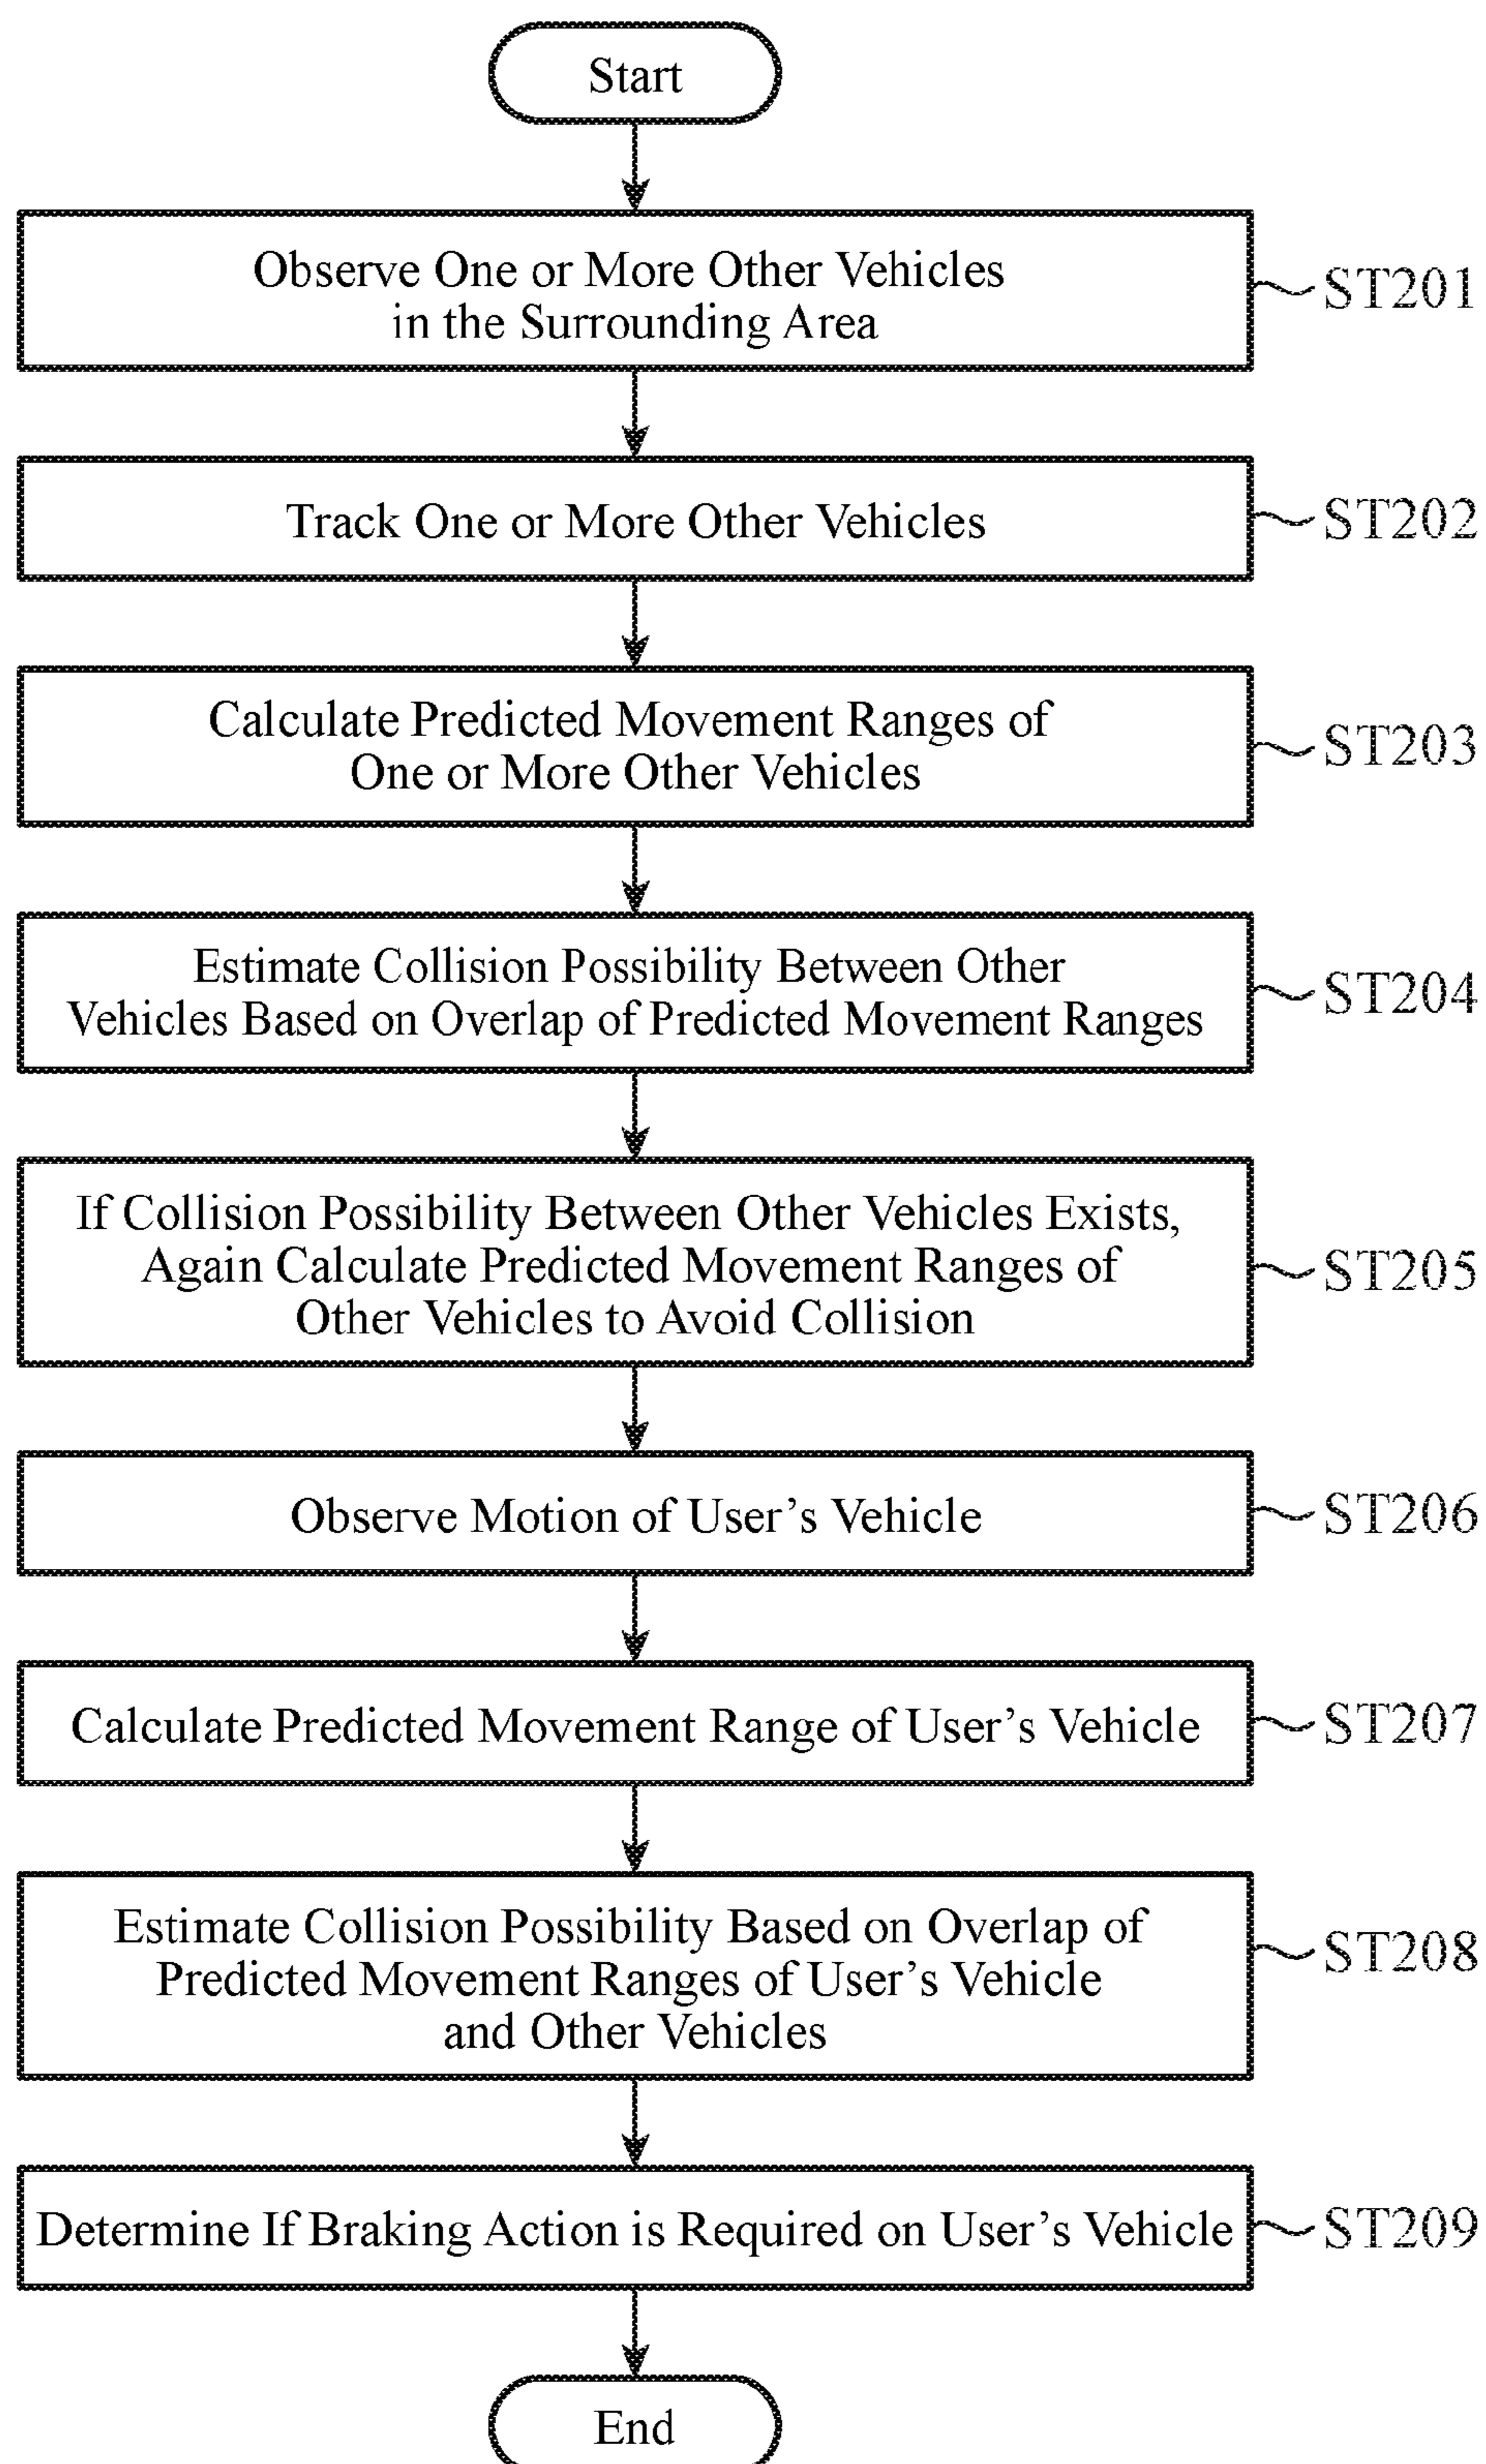 Start
Observe One or More Other Vehicles
in the Surrounding Area
ST201
Track One or More Other Vehicles
ST202
Calculate Predicted Movement Ranges of
One or More Other Vehicles
ST203
Estimate Collision Possibility Between Other
Vehicles Based on Overlap of Predicted Movement Ranges
ST204
If Collision Possibility Between Other Vehicles Exists,
Again Calculate Predicted Movement Ranges of
Other Vehicles to Avoid Collision
ST205
Observe Motion of User’s Vehicle
ST206
Calculate Predicted Movement Range of User’s Vehicle
ST207
Estimate Collision Possibility Based on Overlap of
Predicted Movement Ranges of User’s Vehicle
and Other Vehicles
ST208
Determine If Braking Action is Required on User’s Vehicle
ST209
End